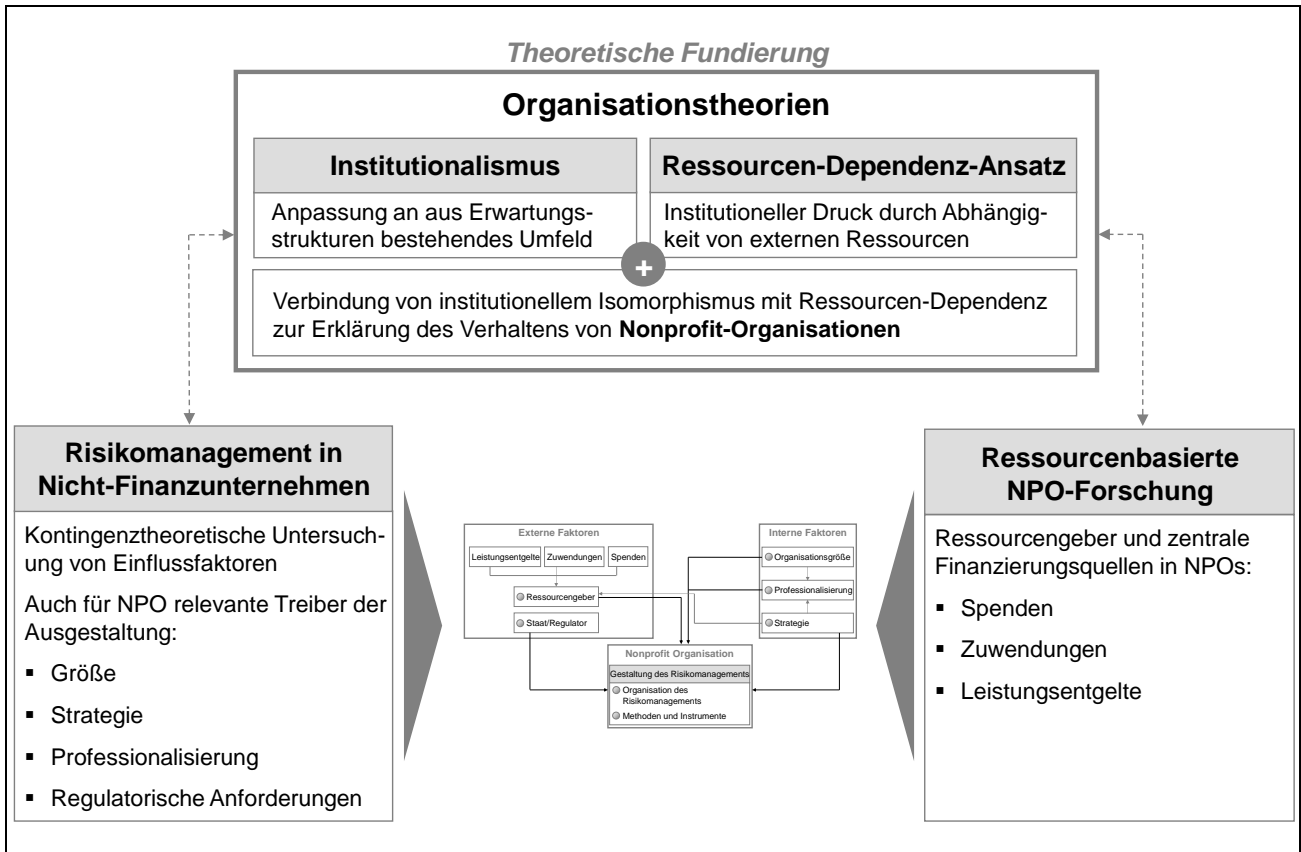 Theoretische Fundierung
Organisationstheorien
Institutionalismus
Anpassung an aus Erwartungs-
strukturen bestehendes Umfeld
Ressourcen-Dependenz-Ansatz
Institutioneller Druck durch Abhängig-
keit von externen Ressourcen
+
Verbindung von institutionellem Isomorphismus mit Ressourcen-Dependenz
zur Erklärung des Verhaltens von Nonprofit-Organisationen
Risikomanagement in
Nicht-Finanzunternehmen
Kontingenztheoretische Untersuch-
ung von Einflussfaktoren
Auch für NPO relevante Treiber der
Ausgestaltung:
▪ Größe
▪ Strategie
▪ Professionalisierung
▪ Regulatorische Anforderungen
Externe Faktoren
Leistungsentgelte
Zuwendungen
Spenden
Ressourcengeber
Staat/Regulator
Interne Faktoren
Organisationsgröße
Professionalisierung
Strategie
Nonprofit Organisation
Gestaltung des Risikomanagements
Organisation des
Risikomanagements
Methoden und Instrumente
Ressourcenbasierte
NPO-Forschung
Ressourcengeber und zentrale
Finanzierungsquellen in NPOs:
▪ Spenden
▪ Zuwendungen
▪ Leistungsentgelte